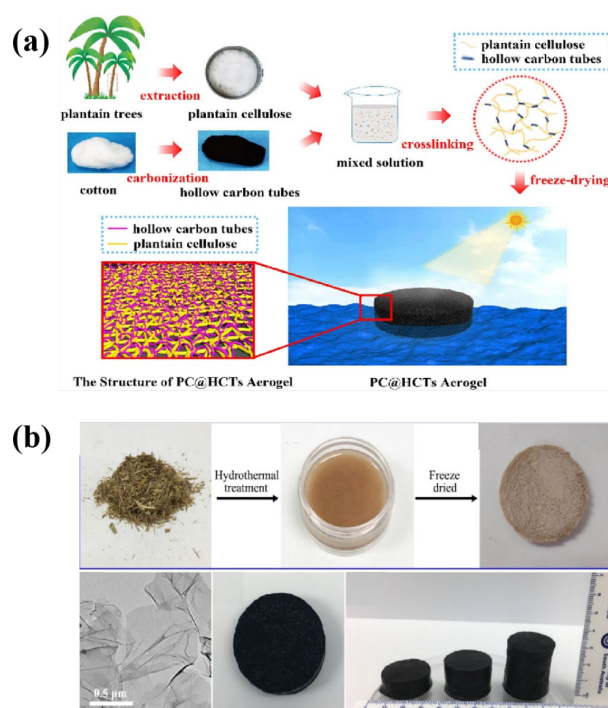 (a)
plantain cellulose
hollow carbon tubes
extraction
plantain trees
plantain cellulose
crosslinking
mixed solution
carbonization
cotton
hollow carbon tubes
freeze-drying
hollow carbon tubes
plantain cellulose
The Structure of PC@HCTs Aerogel
PC@HCTs Aerogel
(b)
Hydrothermal
treatment
Freeze
dried
0.5 μm
South Australia